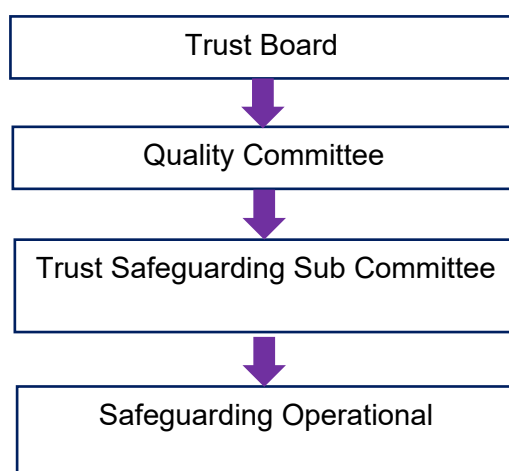 Trust Board
Quality Committee
Trust Safeguarding Sub Committee
Safeguarding Operational